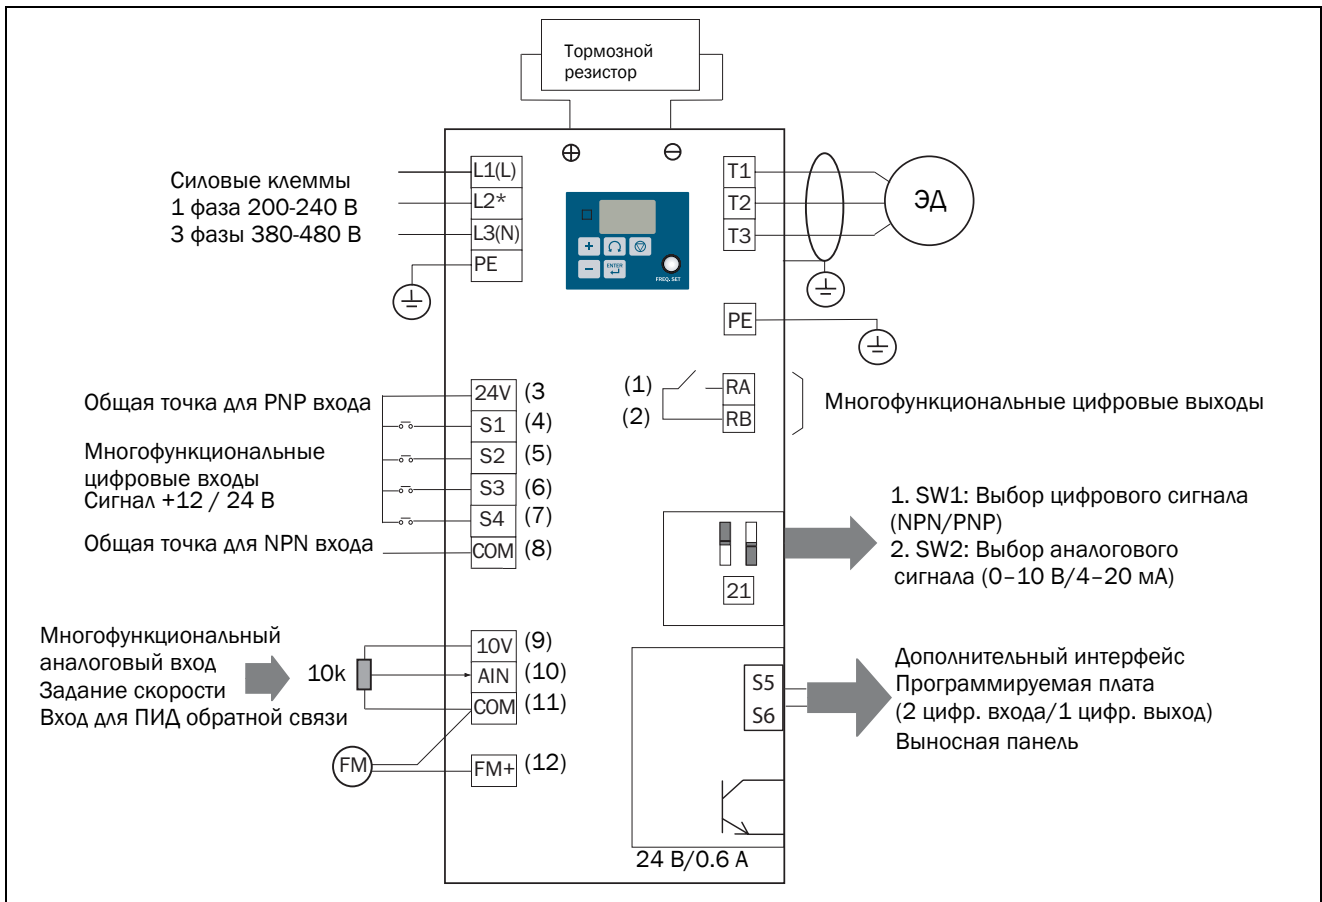 Тормозной
резистор
Силовые клеммы
1 фаза 200-240 В
3 фазы 380-480 В
L1(L)
L2*
L3(N)
PE
ENTER
FREQ. SET
T1
T2
T3
ЭД
PE
Общая точка для PNP входа
Многофункциональные
цифровые входы
Сигнал +12 / 24 В
Общая точка для NPN входа
24V (3
S1 (4)
S2 (5)
S3 (6)
S4 (7)
COM (8)
(1) RA
(2) RB
Многофункциональные цифровые выходы
21
1. SW1: Выбор цифрового сигнала
(NPN/PNP)
2. SW2: Выбор аналогового
сигнала (0–10 В/4–20 мА)
Многофункциональный
аналоговый вход
Задание скорости
Вход для ПИД обратной связи
10k
10V (9)
AIN (10)
COM (11)
FM
FM+ (12)
S5
S6
Дополнительный интерфейс
Программируемая плата
(2 цифр. входа/1 цифр. выход)
Выносная панель
24 В/0.6 А